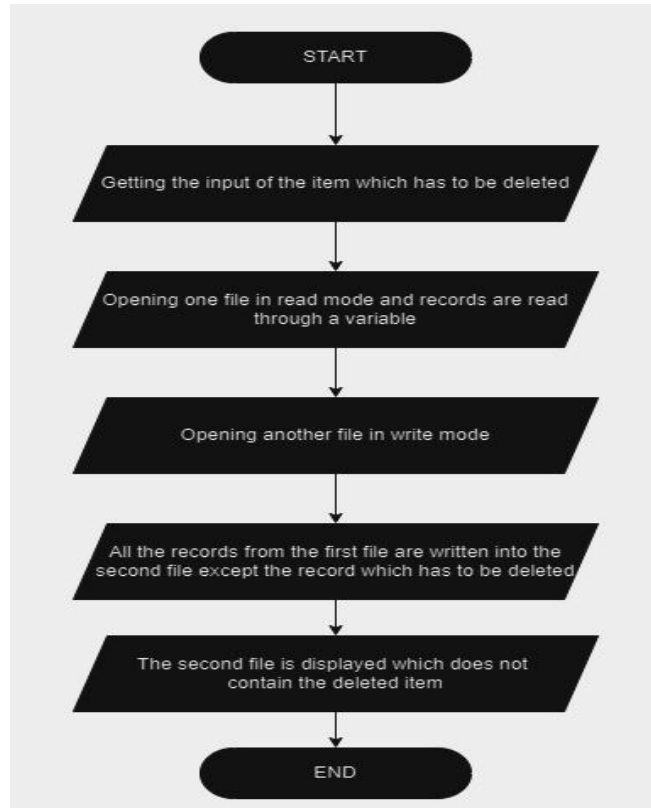 START
Getting the input of the item which has to be deleted
Opening one file in read mode and records are read
through a variable
Opening another file in write mode
All the records from the first file are written into the
second file except the record which has to be deleted
The second file is displayed which does not
contain the deleted item
END